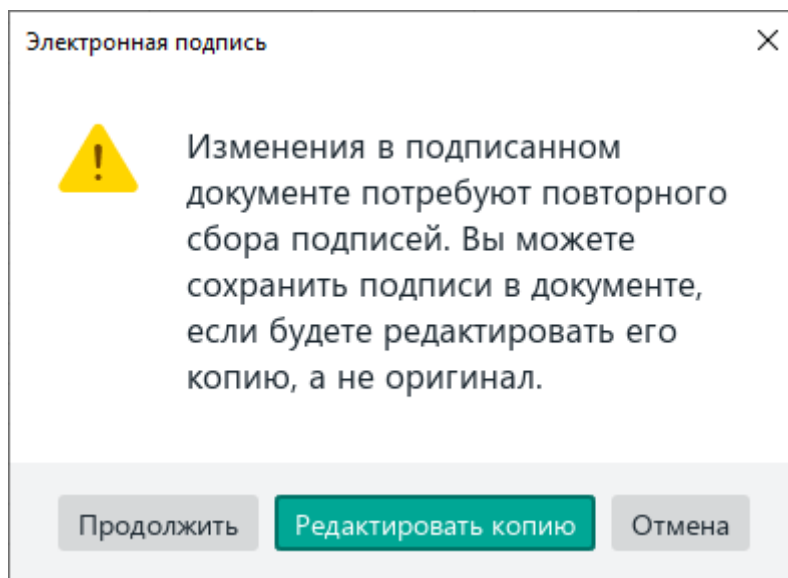 Электронная подпись
Изменения в подписанном
документе потребуют повторного
сбора подписей. Вы можете
сохранить подписи в документе,
если будете редактировать его
копию, а не оригинал.
Продолжить Редактировать копию Отмена